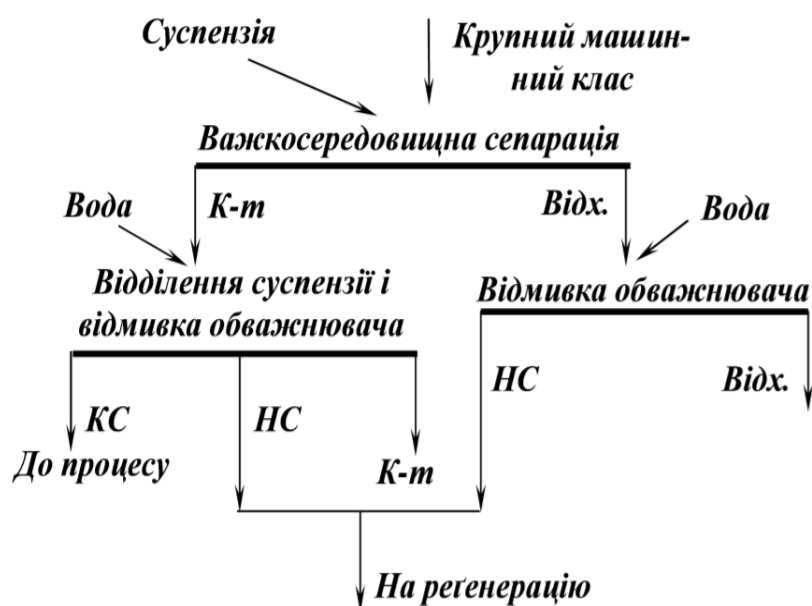 Суспензія
Крупний машин-
ний клас
Важкосередовищна сепарація
Вода
К-т
Відх.
Вода
Відділення суспензії і
відмивка обважнювача
Відмивка обважнювача
КС
НС
НС
Відх.
До процесу
К-т
На регенерацію